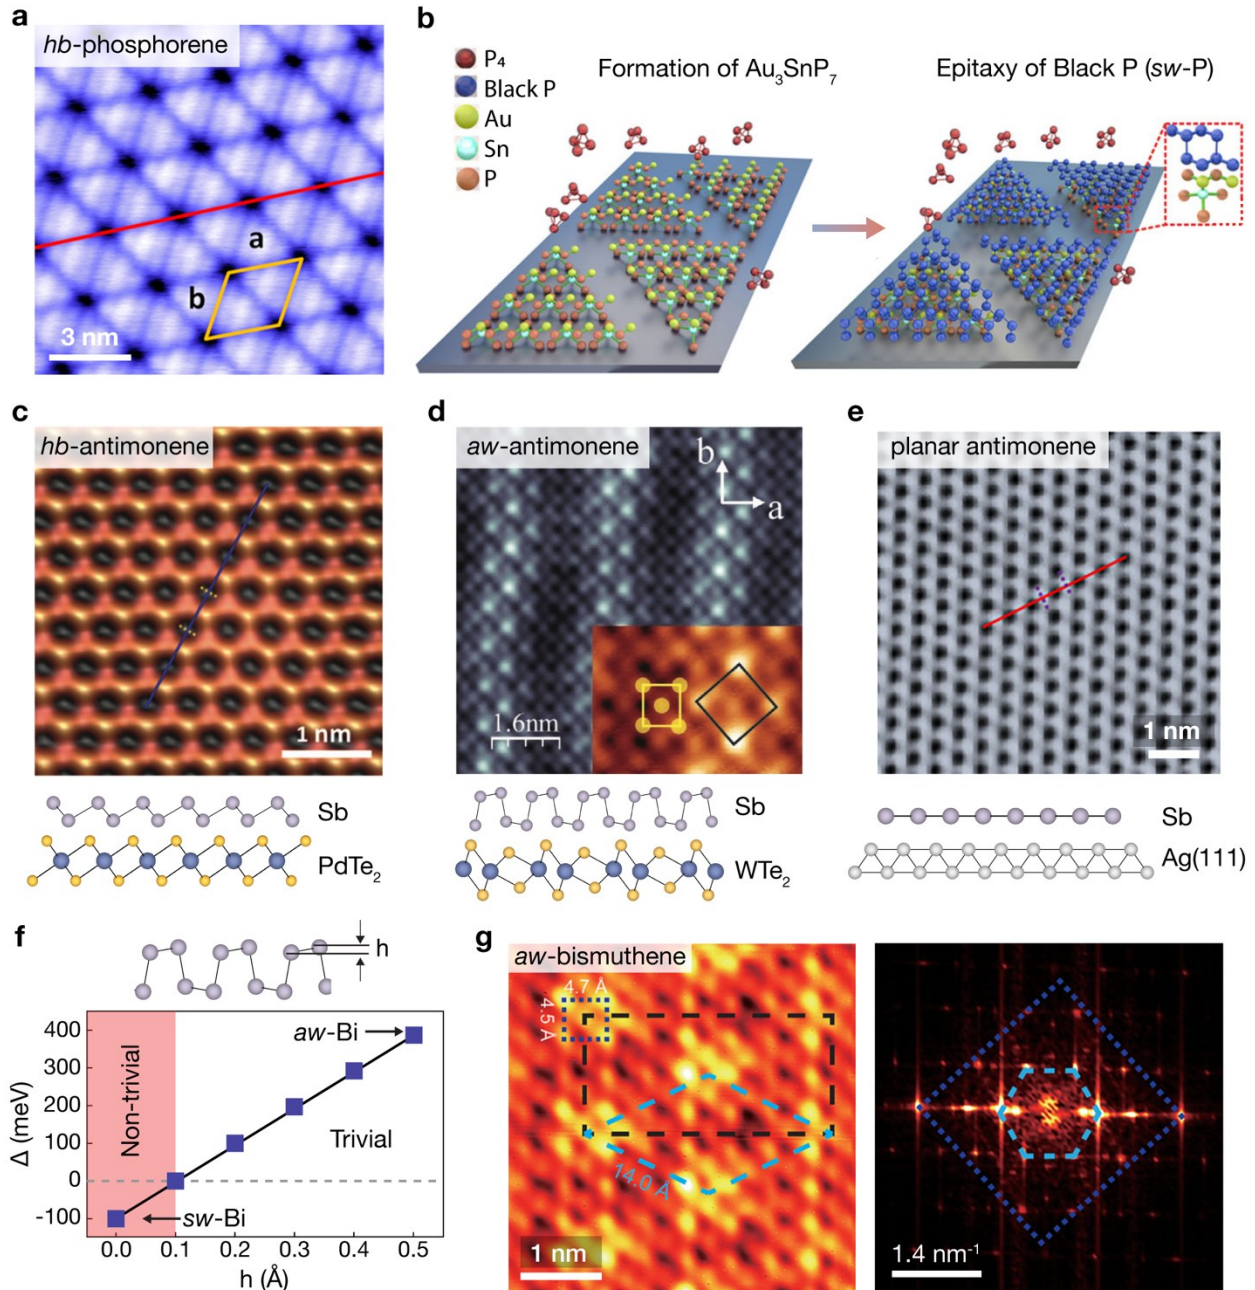 a
hb-phosphorene
a
b
3 nm
b
P₄
Black P
Au
Sn
P
Formation of Au₃SnP₇
Epitaxy of Black P (sw-P)
c
hb-antimonene
1 nm
Sb
PdTe₂
d
aw-antimonene
b
a
1.6nm
Sb
WTe₂
e
planar antimonene
1 nm
Sb
Ag(111)
f
h
Δ (meV)
400
300
200
100
0
-100
Non-trivial
aw-Bi
Trivial
sw-Bi
0.0 0.1 0.2 0.3 0.4 0.5
h (Å)
g
aw-bismuthene
4.7 Å
4.5 Å
14.0 Å
1 nm
1.4 nm⁻¹